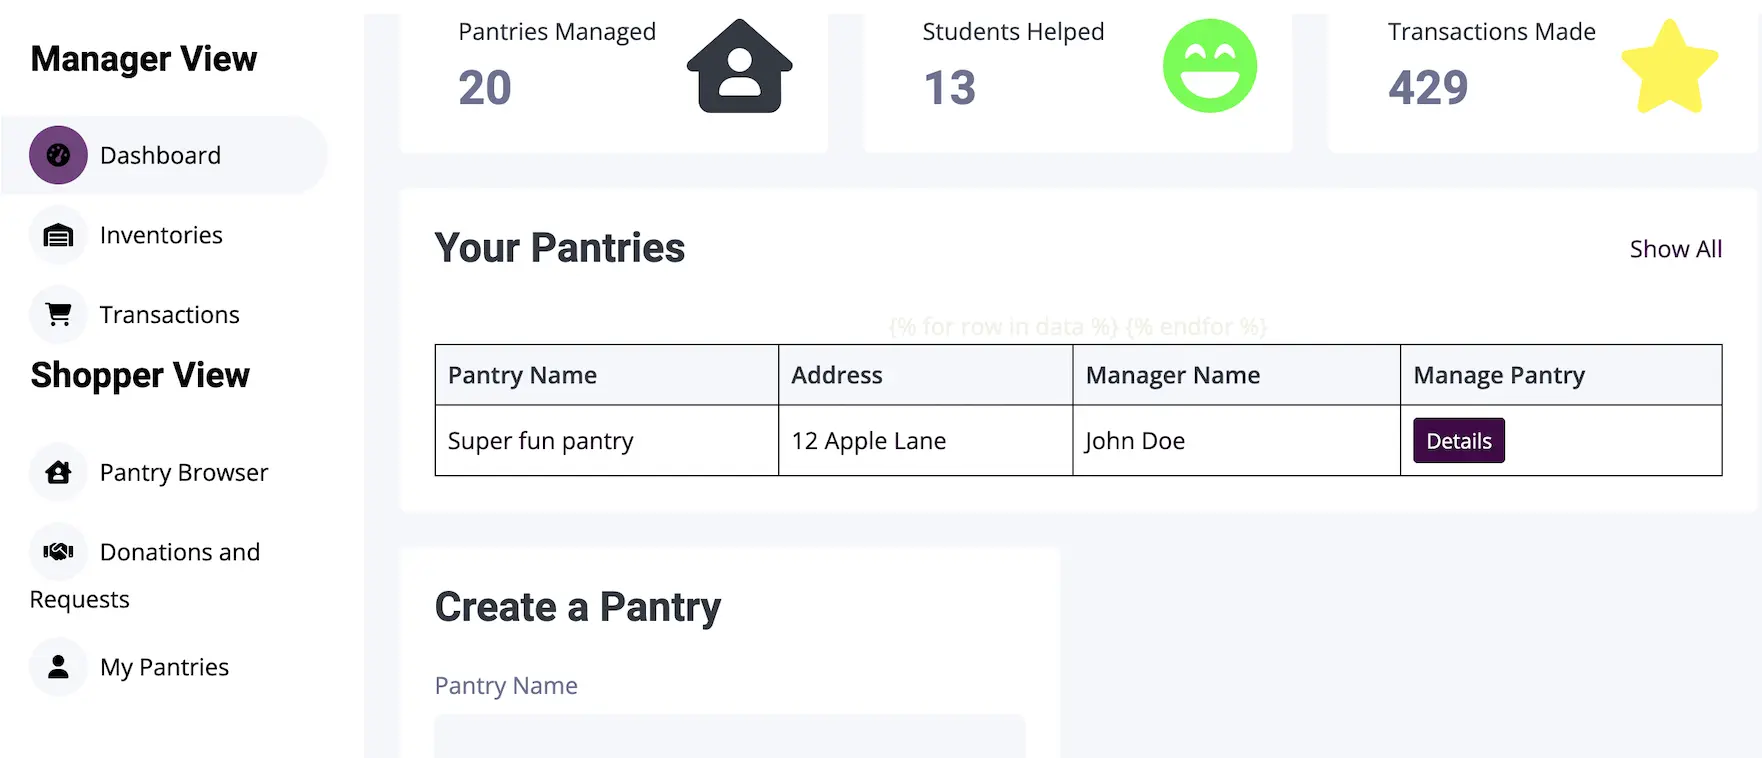 Manager View
Dashboard
Inventories
Transactions
Shopper View
Pantry Browser
Donations and
Requests
My Pantries
Pantries Managed
20
Students Helped
13
Transactions Made
429
Your Pantries
Show All
{% for row in data %} {% endfor %}
Pantry Name Address Manager Name Manage Pantry
Super fun pantry 12 Apple Lane John Doe Details
Create a Pantry
Pantry Name